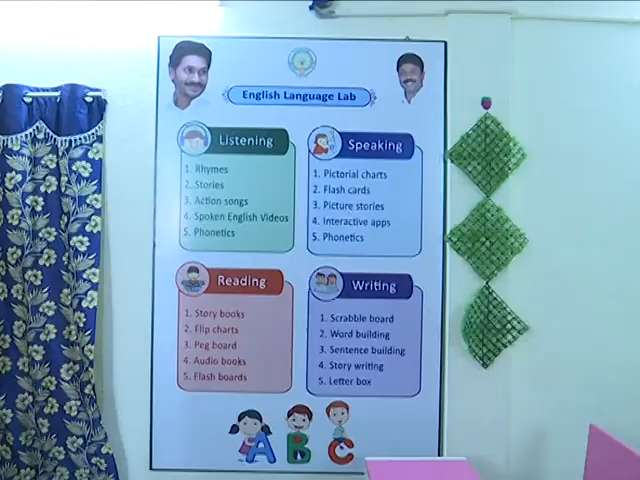 English Language Lab
Listening
1. Rhymes
2. Stories
3. Action songs
4. Spoken English Videos
5. Phonetics
Speaking
1. Pictorial charts
2. Flash cards
3. Picture stories
4. Interactive apps
5. Phonetics
Reading
1. Story books
2. Flip charts
3. Peg board
4. Audio books
5. Flash boards
Writing
1. Scrabble board
2. Word building
3. Sentence building
4. Story writing
5. Letter box
A B C